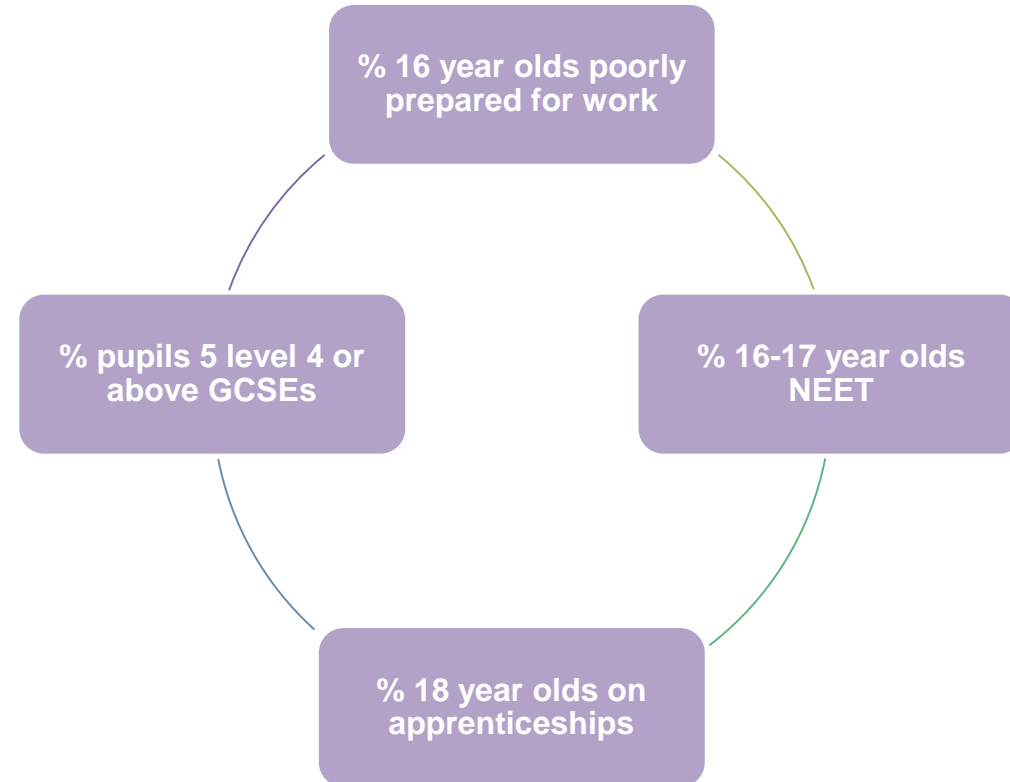 % 16 year olds poorly
prepared for work
% pupils 5 level 4 or
above GCSEs
% 16-17 year olds
NEET
% 18 year olds on
apprenticeships